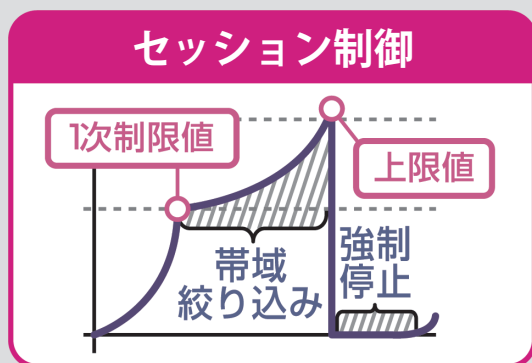 セッション制御
1次制限値
上限値
帯域
絞り込み
強制
停止